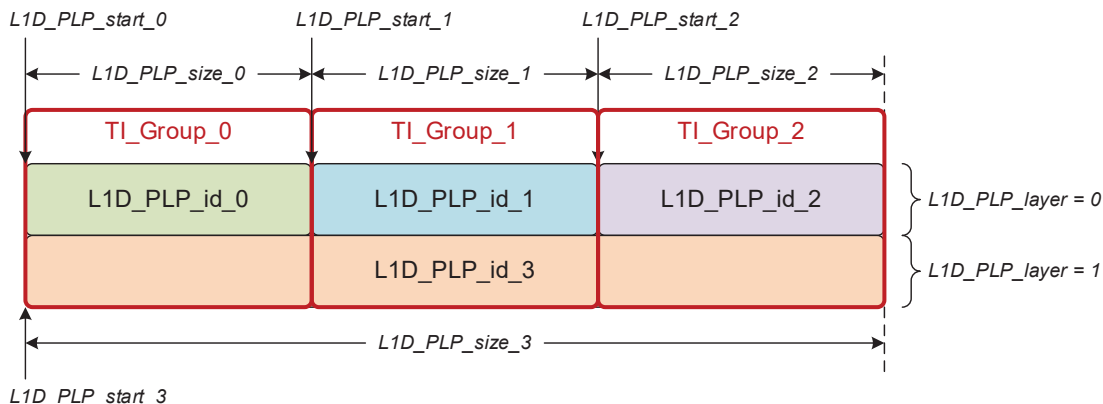 L1D_PLP_start_0 L1D_PLP_start_1 L1D_PLP_start_2
L1D_PLP_size_0 L1D_PLP_size_1 L1D_PLP_size_2
TI_Group_0 TI_Group_1 TI_Group_2
L1D_PLP_id_0 L1D_PLP_id_1 L1D_PLP_id_2 L1D_PLP_layer = 0
L1D_PLP_id_3 L1D_PLP_layer = 1
L1D_PLP_size_3
L1D_PLP_start_3